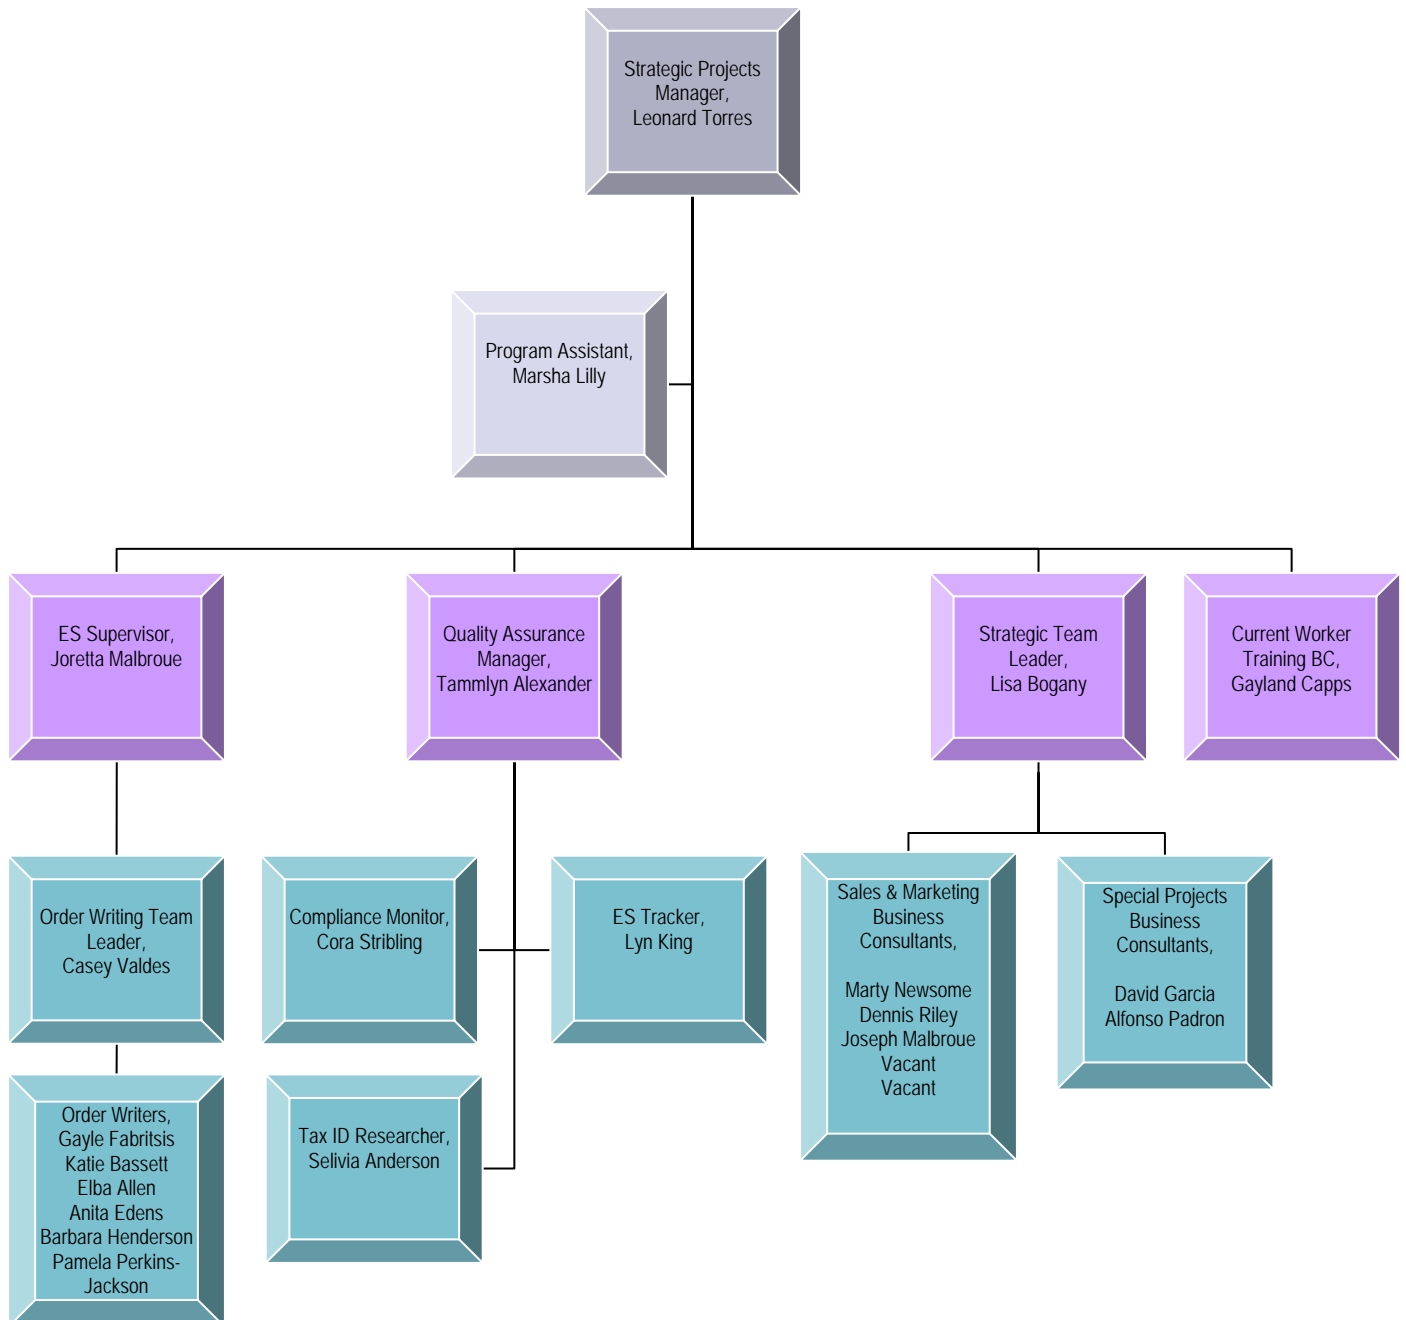 Strategic Projects
Manager,
Leonard Torres
Program Assistant,
Marsha Lilly
ES Supervisor,
Joretta Malbroue
Quality Assurance
Manager,
Tammlyn Alexander
Strategic Team
Leader,
Lisa Bogany
Current Worker
Training BC,
Gayland Capps
Order Writing Team
Leader,
Casey Valdes
Compliance Monitor,
Cora Stribling
ES Tracker,
Lyn King
Sales & Marketing
Business
Consultants,
Marty Newsome
Dennis Riley
Joseph Malbroue
Vacant
Vacant
Special Projects
Business
Consultants,
David Garcia
Alfonso Padron
Order Writers,
Gayle Fabritsis
Katie Bassett
Elba Allen
Anita Edens
Barbara Henderson
Pamela Perkins-
Jackson
Tax ID Researcher,
Selivia Anderson